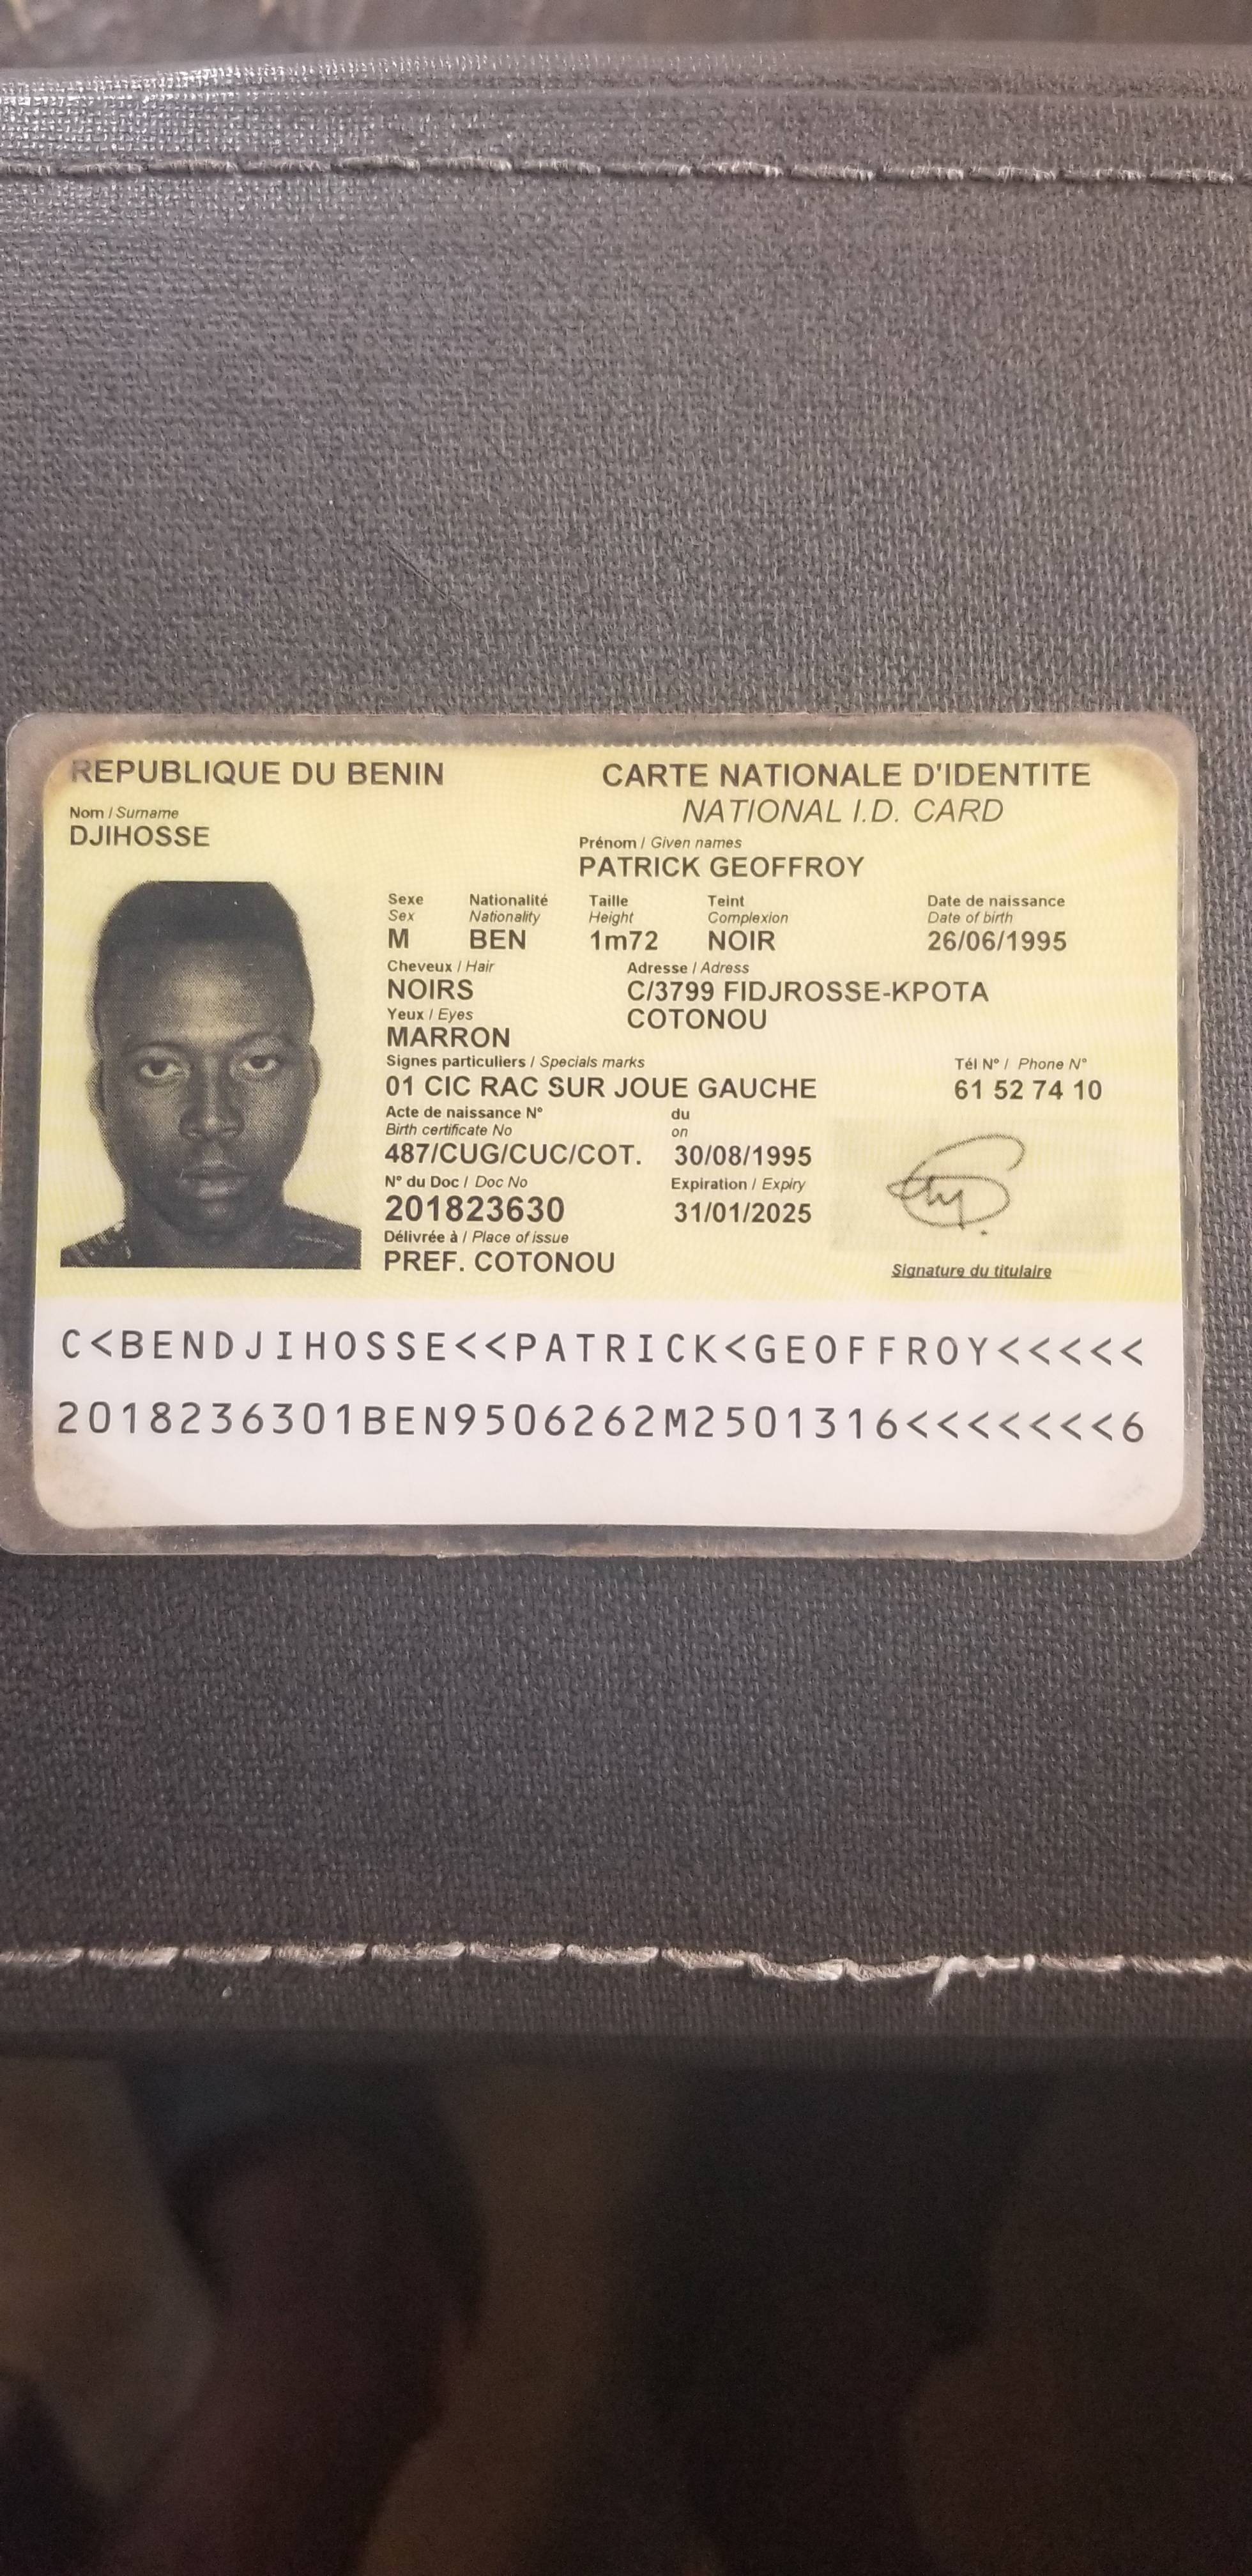 REPUBLIQUE DU BENIN
CARTE NATIONALE D'IDENTITE
NATIONAL I.D. CARD
Nom / Surname
DJIHOSSE
Prénom / Given names
PATRICK GEOFFROY
Sexe Nationalité Taille Teint Date de naissance
Sex Nationality Height Complexion Date of birth
M BEN 1m72 NOIR 26/06/1995
Cheveux / Hair Adresse / Adress
NOIRS C/3799 FIDJROSSE-KPOTA
Yeux / Eyes COTONOU
MARRON
Signes particuliers / Specials marks Tél N° / Phone N°
01 CIC RAC SUR JOUE GAUCHE 61 52 74 10
Acte de naissance N° du
Birth certificate No on
487/CUG/CUC/COT. 30/08/1995
N° du Doc / Doc No Expiration / Expiry
201823630 31/01/2025
Délivrée à / Place of issue
PREF. COTONOU
Signature du titulaire
C<BENDJIHOSSE<<PATRICK<GEOFFROY<<<<<
2018236301BEN9506262M2501316<<<<<<<6